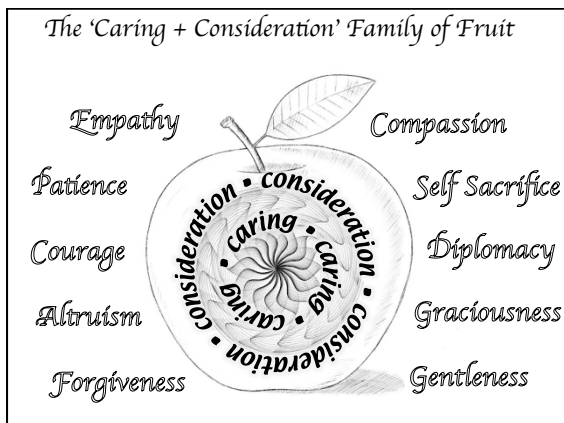 The 'Caring + Consideration' Family of Fruit
Empathy
Compassion
Patience
Self Sacrifice
Courage
Diplomacy
Altruism
Graciousness
Forgiveness
Gentleness
consideration • consideration • consideration •
caring • caring • caring •